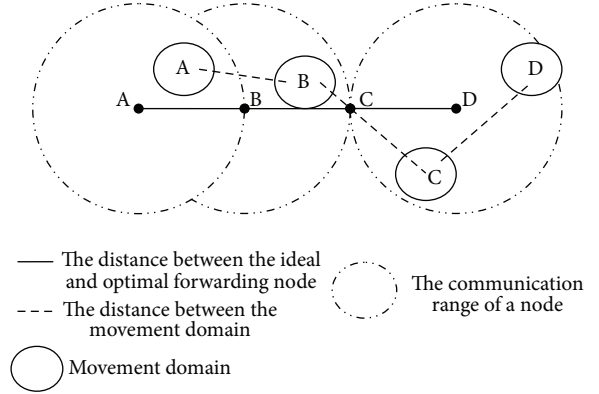 A
B
D
A
B
C
D
C
The distance between the ideal
and optimal forwarding node
The distance between the
movement domain
Movement domain
The communication
range of a node